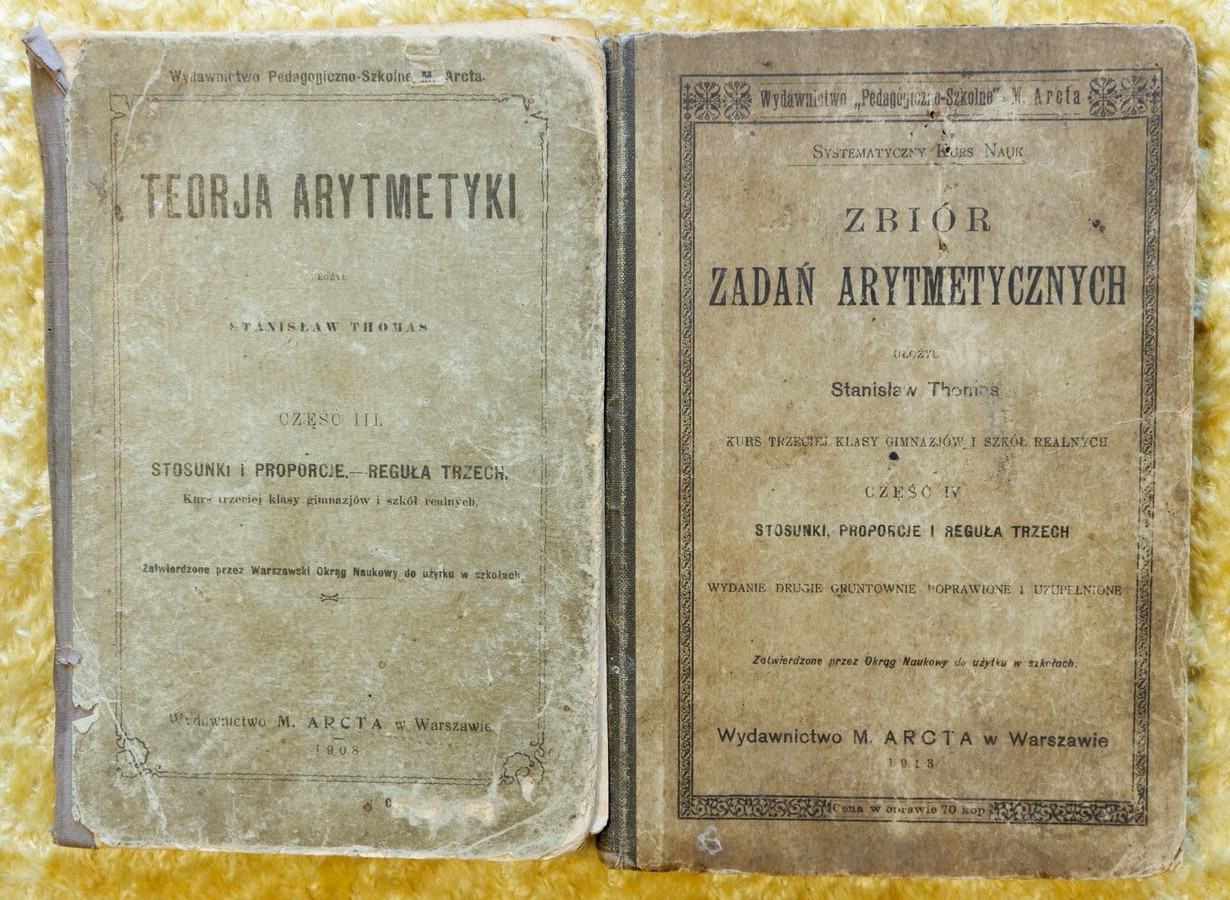 Wydawnictwo Pedagogiczno-Szkolne M. Arcta.
TEORJA ARYTMETYKI
UŁOŻYŁ
STANISŁAW THOMAS
CZĘŚĆ III.
STOSUNKI i PROPORCJE.—REGUŁA TRZECH.
Kurs trzeciej klasy gimnazjów i szkół realnych.
Zatwierdzone przez Warszawski Okrąg Naukowy do użytku w szkołach.
Wydawnictwo M. ARCTA w Warszawie.
1908
C
Wydawnictwo „Pedagogiczno-Szkolne" M. Arcta
SYSTEMATYCZNY KURS NAUK
ZBIÓR
ZADAŃ ARYTMETYCZNYCH
UŁOŻYŁ
Stanisław Thomas
KURS TRZECIEJ KLASY GIMNAZJÓW I SZKÓŁ REALNYCH
CZĘŚĆ IV
STOSUNKI, PROPORCJE I REGUŁA TRZECH
WYDANIE DRUGIE GRUNTOWNIE POPRAWIONE I UZUPEŁNIONE
Zatwierdzone przez Okrąg Naukowy do użytku w szkołach.
Wydawnictwo M. ARCTA w Warszawie
1913
Cena w oprawie 70 kop